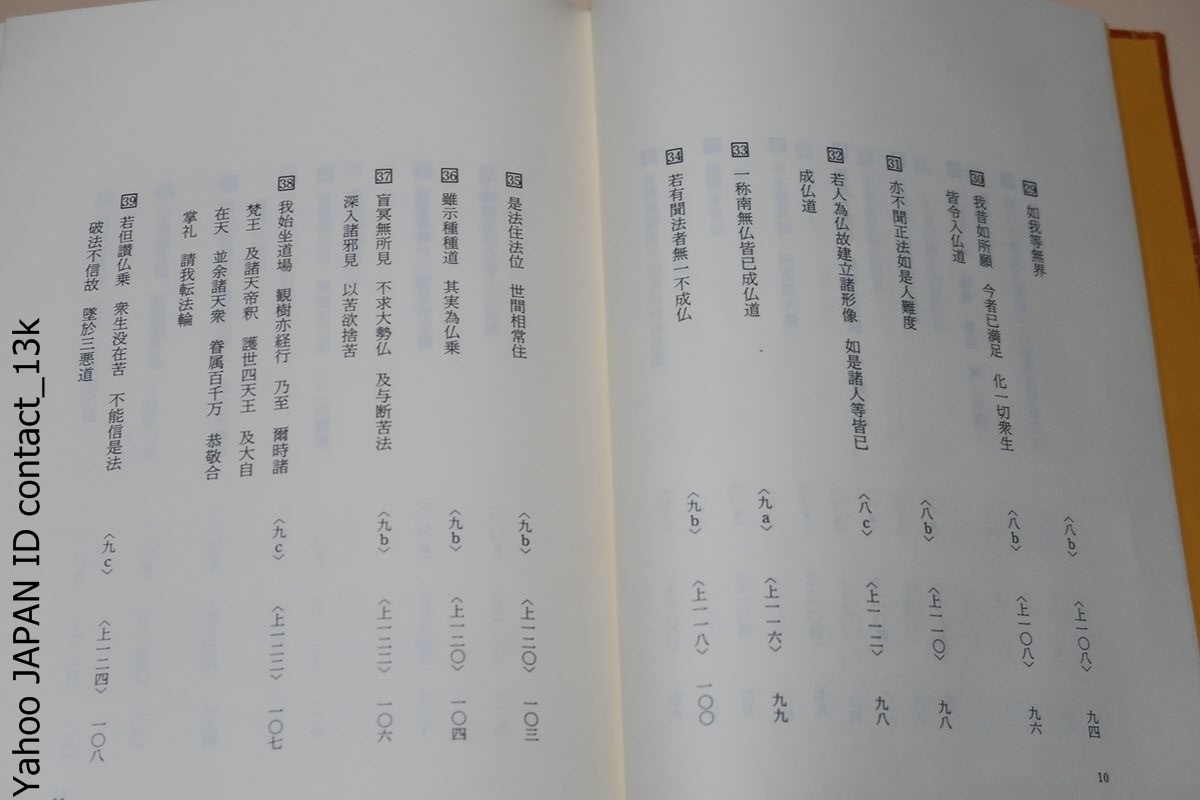 29 如我等無異 〈八b〉 〈上一〇八〉 九四
30 我昔如所願 今者已満足 化一切衆生
皆令入仏道 〈八b〉 〈上一〇八〉 九六
31 亦不聞正法如是人難度 〈八b〉 〈上一一〇〉 九八
32 若人為仏故建立諸形像 如是諸人等皆已
成仏道 〈八c〉 〈上一一二〉 九八
33 一称南無仏皆已成仏道 〈九a〉 〈上一一六〉 九九
34 若有聞法者無一不成仏 〈九b〉 〈上一一八〉 一〇〇
10
35 是法住法位 世間相常住 〈九b〉 〈上一二〇〉 一〇三
36 雖示種種道 其実為仏乗 〈九b〉 〈上一二〇〉 一〇四
37 盲冥無所見 不求大勢仏 及与断苦法
深入諸邪見 以苦欲捨苦 〈九b〉 〈上一二二〉 一〇六
38 我始坐道場 観樹亦経行 乃至 爾時諸
梵王 及諸天帝釈 護世四天王 及大自
在天 並余諸天衆 眷属百千万 恭敬合
掌礼 請我転法輪 〈九c〉 〈上一二二〉 一〇七
39 若但讃仏乗 衆生没在苦 不能信是法
破法不信故 墜於三悪道 〈九c〉 〈上一二四〉 一〇八
Yahoo JAPAN ID contact_13k